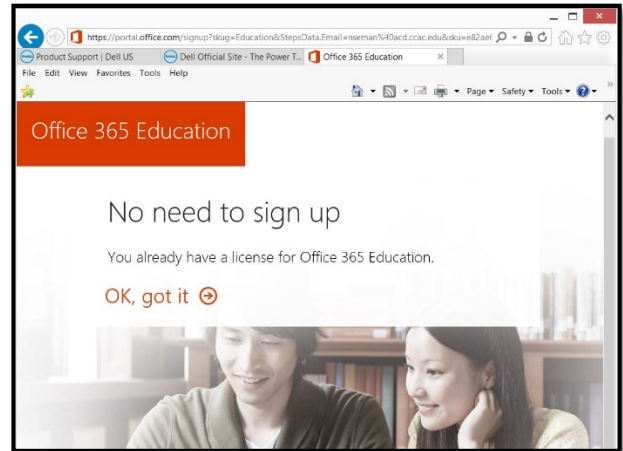 https://portal.office.com/signup?skug=Education&StepsData.Email=nseman%40acd.ccac.edu&sku=e82aef
Product Support | Dell US
Dell Official Site - The Power T...
Office 365 Education
File Edit View Favorites Tools Help
Page Safety Tools
Office 365 Education
No need to sign up
You already have a license for Office 365 Education.
OK, got it